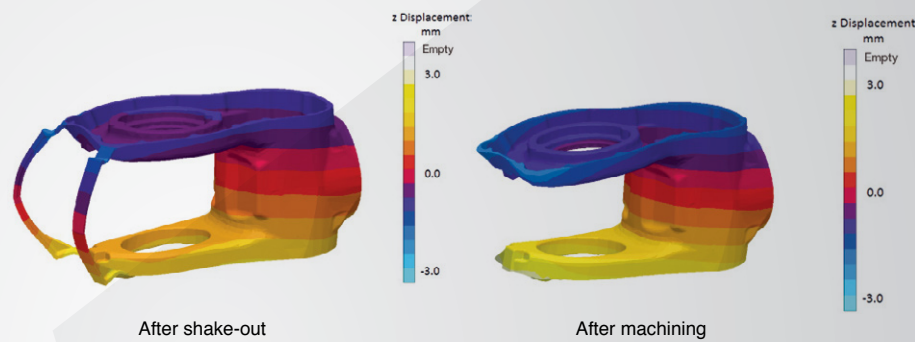 z Displacement:
mm
Empty
3.0
0.0
-3.0
After shake-out
z Displacement:
mm
Empty
3.0
0.0
-3.0
After machining